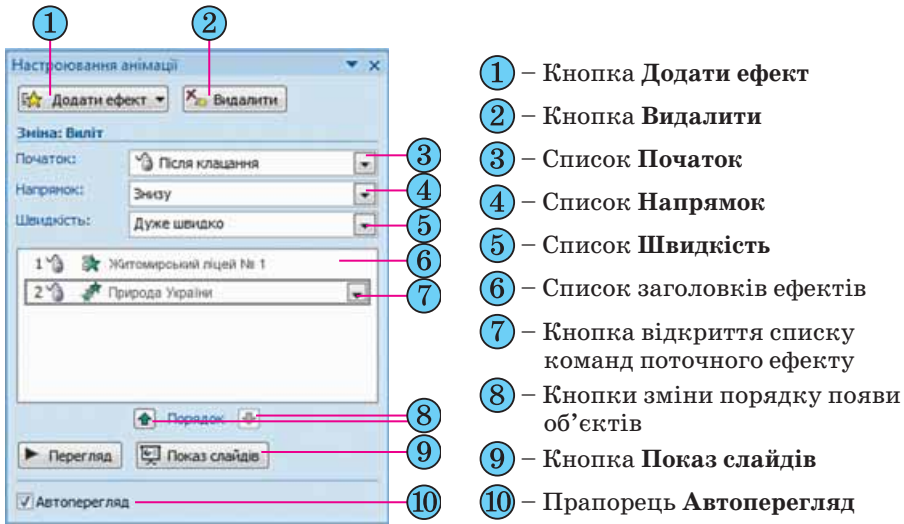 1
2
Настроювання анімації
Додати ефект
Видалити
Зміна: Виліт
Початок:
Після клацання
3
Напрямок:
Знизу
4
Швидкість:
Дуже швидко
5
1 Житомирський ліцей № 1
6
2 Природа України
7
Порядок
8
Перегляд
Показ слайдів
9
Автоперегляд
10
1 – Кнопка Додати ефект
2 – Кнопка Видалити
3 – Список Початок
4 – Список Напрямок
5 – Список Швидкість
6 – Список заголовків ефектів
7 – Кнопка відкриття списку
команд поточного ефекту
8 – Кнопки зміни порядку появи
об’єктів
9 – Кнопка Показ слайдів
10 – Прапорець Автоперегляд